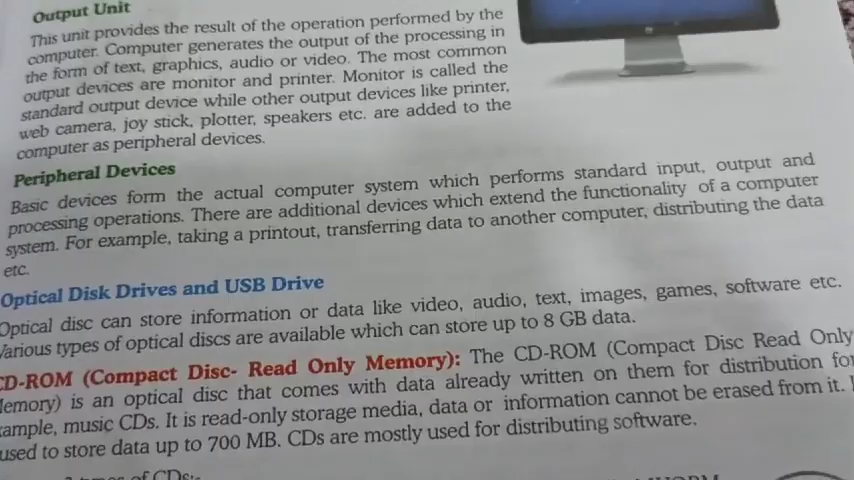 Output Unit
This unit provides the result of the operation performed by the
computer. Computer generates the output of the processing in
the form of text, graphics, audio or video. The most common
output devices are monitor and printer. Monitor is called the
standard output device while other output devices like printer,
web camera, joy stick, plotter, speakers etc. are added to the
computer as peripheral devices.
Peripheral Devices
Basic devices form the actual computer system which performs standard input, output and
processing operations. There are additional devices which extend the functionality of a computer
system. For example, taking a printout, transferring data to another computer, distributing the data
etc.
Optical Disk Drives and USB Drive
Optical disc can store information or data like video, audio, text, images, games, software etc.
Various types of optical discs are available which can store up to 8 GB data.
CD-ROM (Compact Disc- Read Only Memory): The CD-ROM (Compact Disc Read Only
Memory) is an optical disc that comes with data already written on them for distribution for
ample, music CDs. It is read-only storage media, data or information cannot be erased from it.
used to store data up to 700 MB. CDs are mostly used for distributing software.
of CDs:-